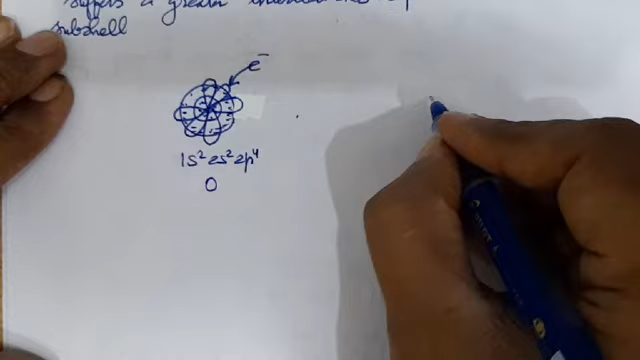 suffers a greater
subshell
e⁻
1s² 2s² 2p⁴
O